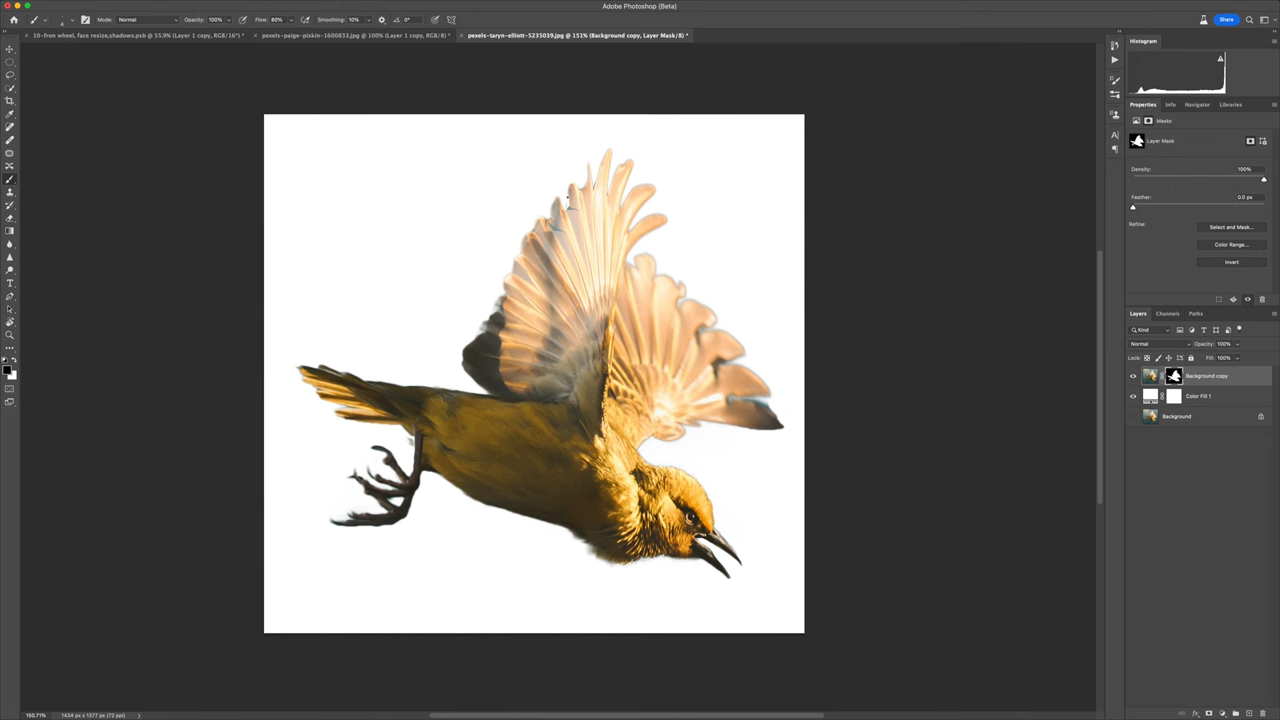 Adobe Photoshop (Beta)
Mode: Normal Opacity: 100% Flow: 80% Smoothing: 10% 0° Share
10-fron wheel, face resize,shadows.psb @ 55.9% (Layer 1 copy, RGB/16*) * pexels-paige-piskin-1600833.jpg @ 100% (Layer 1 copy, RGB/8) * pexels-taryn-elliott-5235039.jpg @ 151% (Background copy, Layer Mask/8) *
Histogram
Properties Info Navigator Libraries
Masks
Layer Mask
Density: 100%
Feather: 0.0 px
Refine: Select and Mask...
Color Range...
Invert
Layers Channels Paths
Kind
Normal Opacity: 100%
Lock: Fill: 100%
Background copy
Color Fill 1
Background
150.71% 1434 px x 1377 px (72 ppi)